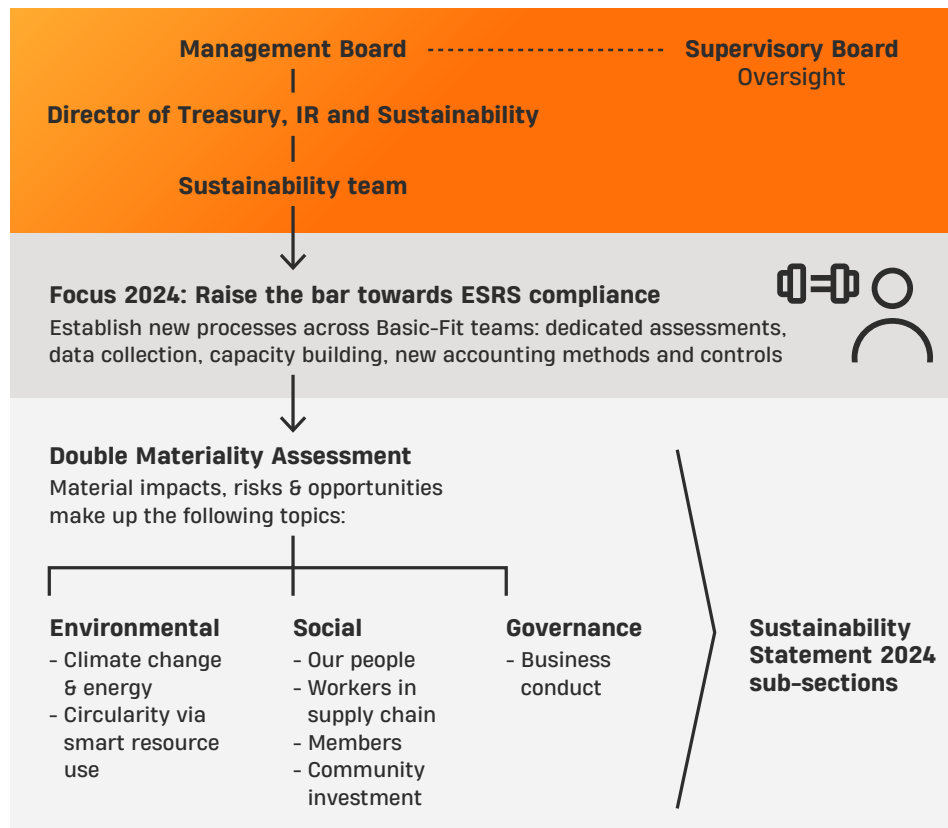 Management Board
Supervisory Board
Oversight
Director of Treasury, IR and Sustainability
Sustainability team
Focus 2024: Raise the bar towards ESRS compliance
Establish new processes across Basic-Fit teams: dedicated assessments,
data collection, capacity building, new accounting methods and controls
Double Materiality Assessment
Material impacts, risks & opportunities
make up the following topics:
Environmental
- Climate change
& energy
- Circularity via
smart resource
use
Social
- Our people
- Workers in
supply chain
- Members
- Community
investment
Governance
- Business
conduct
Sustainability
Statement 2024
sub-sections